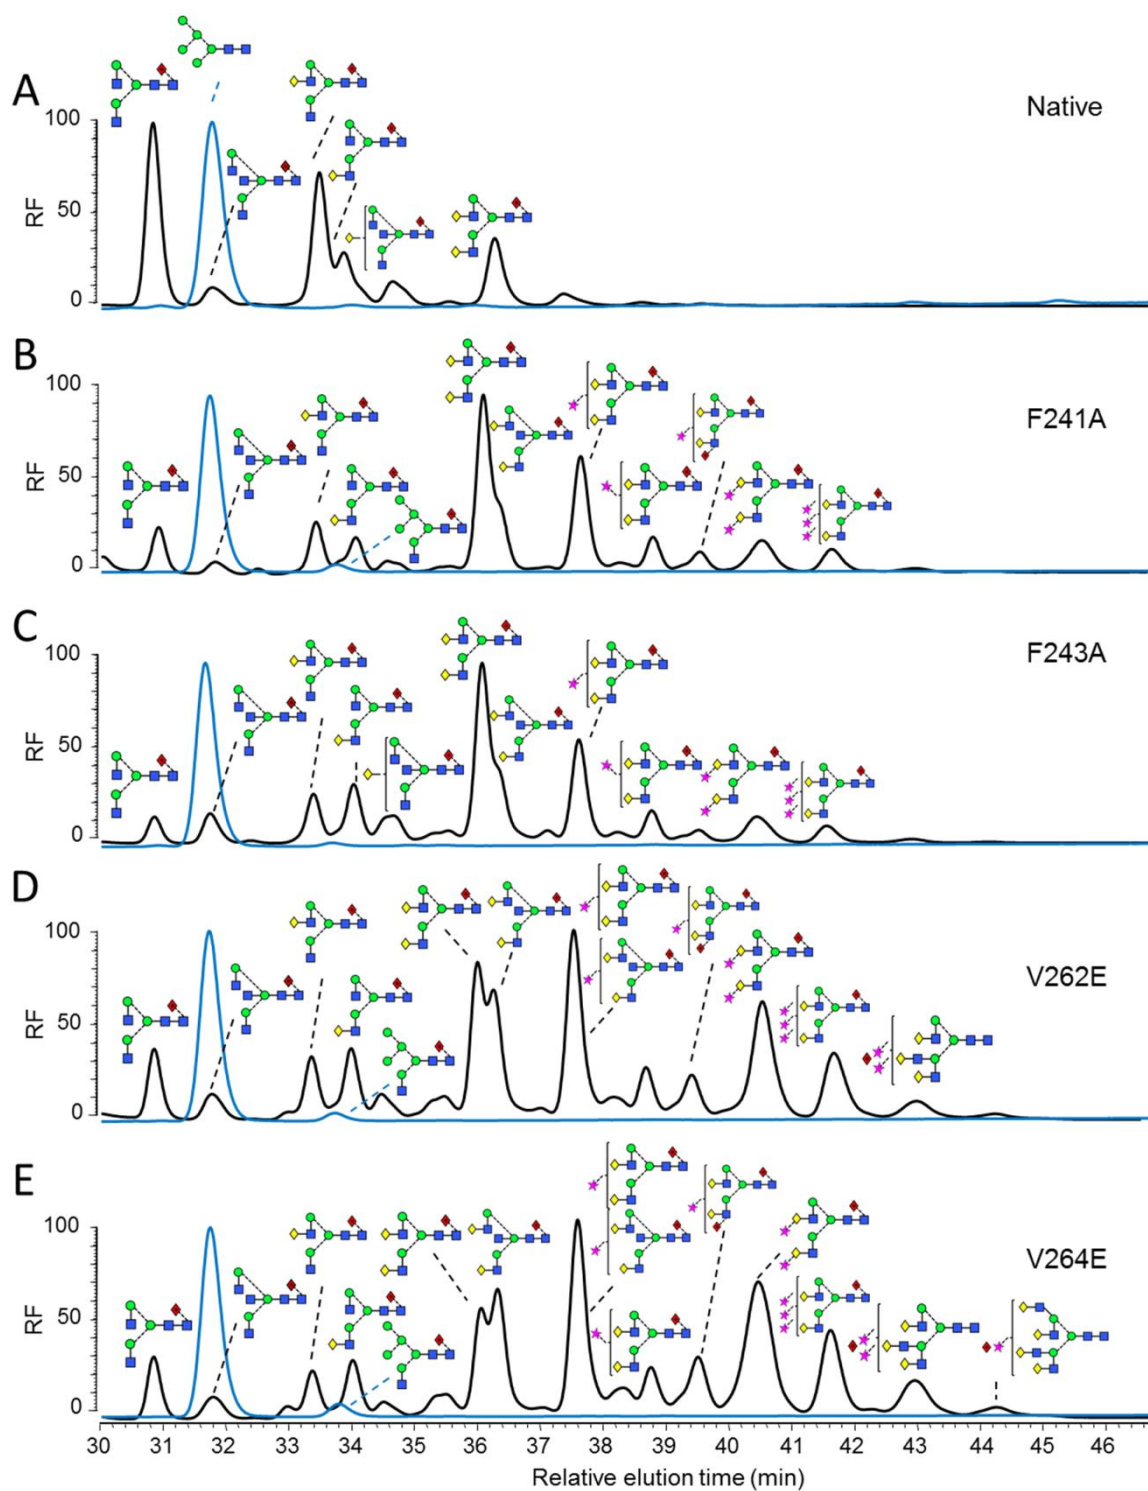 A
Native
100
50
0
RF
B
F241A
100
50
0
RF
C
F243A
100
50
0
RF
D
V262E
100
50
0
RF
E
V264E
100
50
0
RF
30 31 32 33 34 35 36 37 38 39 40 41 42 43 44 45 46
Relative elution time (min)